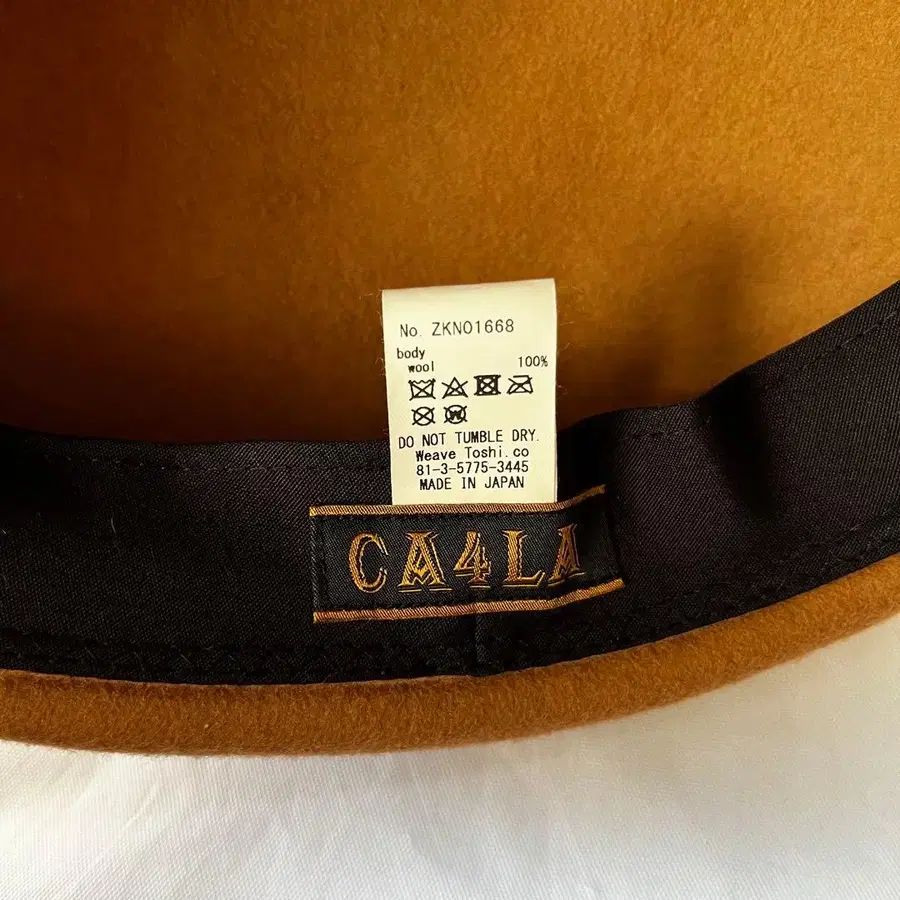 No. ZKN01668
body
wool 100%
DO NOT TUMBLE DRY.
Weave Toshi.co
81-3-5775-3445
MADE IN JAPAN
CA4LA